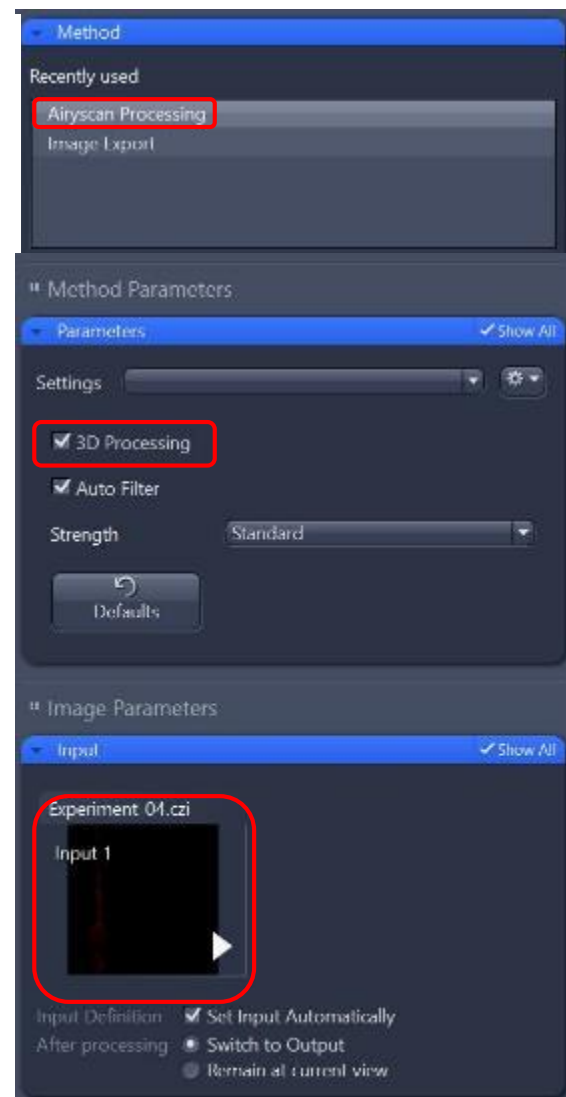 Method
Recently used
Airyscan Processing
Image Export
Method Parameters
Parameters
Show All
Settings
3D Processing
Auto Filter
Strength Standard
Defaults
Image Parameters
Input
Show All
Experiment 04.czi
Input 1
Input Definition Set Input Automatically
After processing Switch to Output
Remain at current view